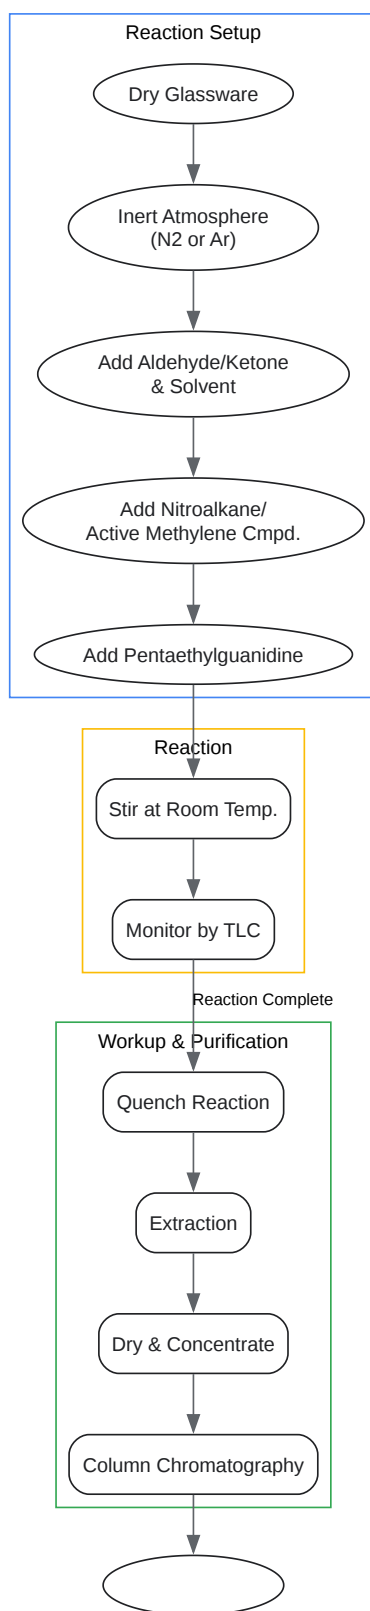 Reaction Setup
Dry Glassware
Inert Atmosphere
(N2 or Ar)
Add Aldehyde/Ketone
& Solvent
Add Nitroalkane/
Active Methylene Cmpd.
Add Pentaethylguanidine
Reaction
Stir at Room Temp.
Monitor by TLC
Reaction Complete
Workup & Purification
Quench Reaction
Extraction
Dry & Concentrate
Column Chromatography